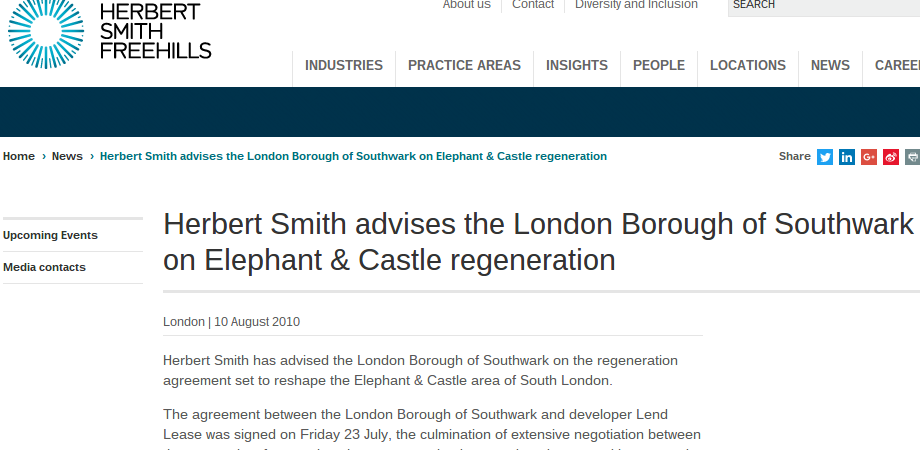 HERBERT
SMITH
FREEHILLS
About us
Contact
Diversity and Inclusion
SEARCH
INDUSTRIES
PRACTICE AREAS
INSIGHTS
PEOPLE
LOCATIONS
NEWS
Home › News › Herbert Smith advises the London Borough of Southwark on Elephant & Castle regeneration
Share
Upcoming Events
Media contacts
Herbert Smith advises the London Borough of Southwark
on Elephant & Castle regeneration
London | 10 August 2010
Herbert Smith has advised the London Borough of Southwark on the regeneration
agreement set to reshape the Elephant & Castle area of South London.
The agreement between the London Borough of Southwark and developer Lend
Lease was signed on Friday 23 July, the culmination of extensive negotiation between